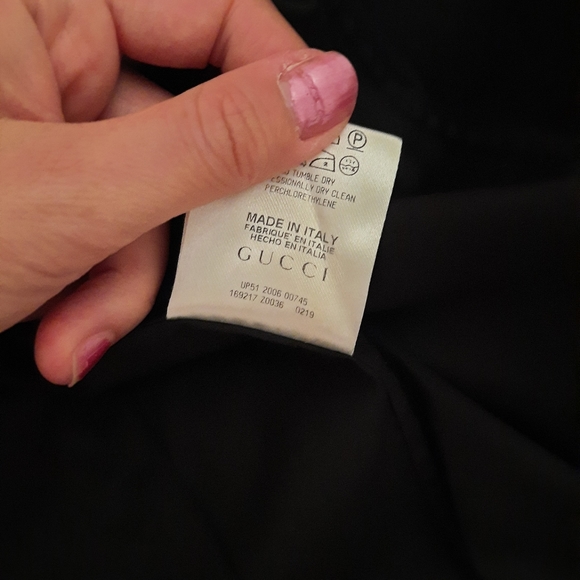 P
TUMBLE DRY
ESSIONALLY DRY CLEAN
PERCHLORETHYLENE
MADE IN ITALY
FABRIQUE' EN ITALIE
HECHO EN ITALIA
GUCCI
UP51 2006 00745
169217 Z0036 0219